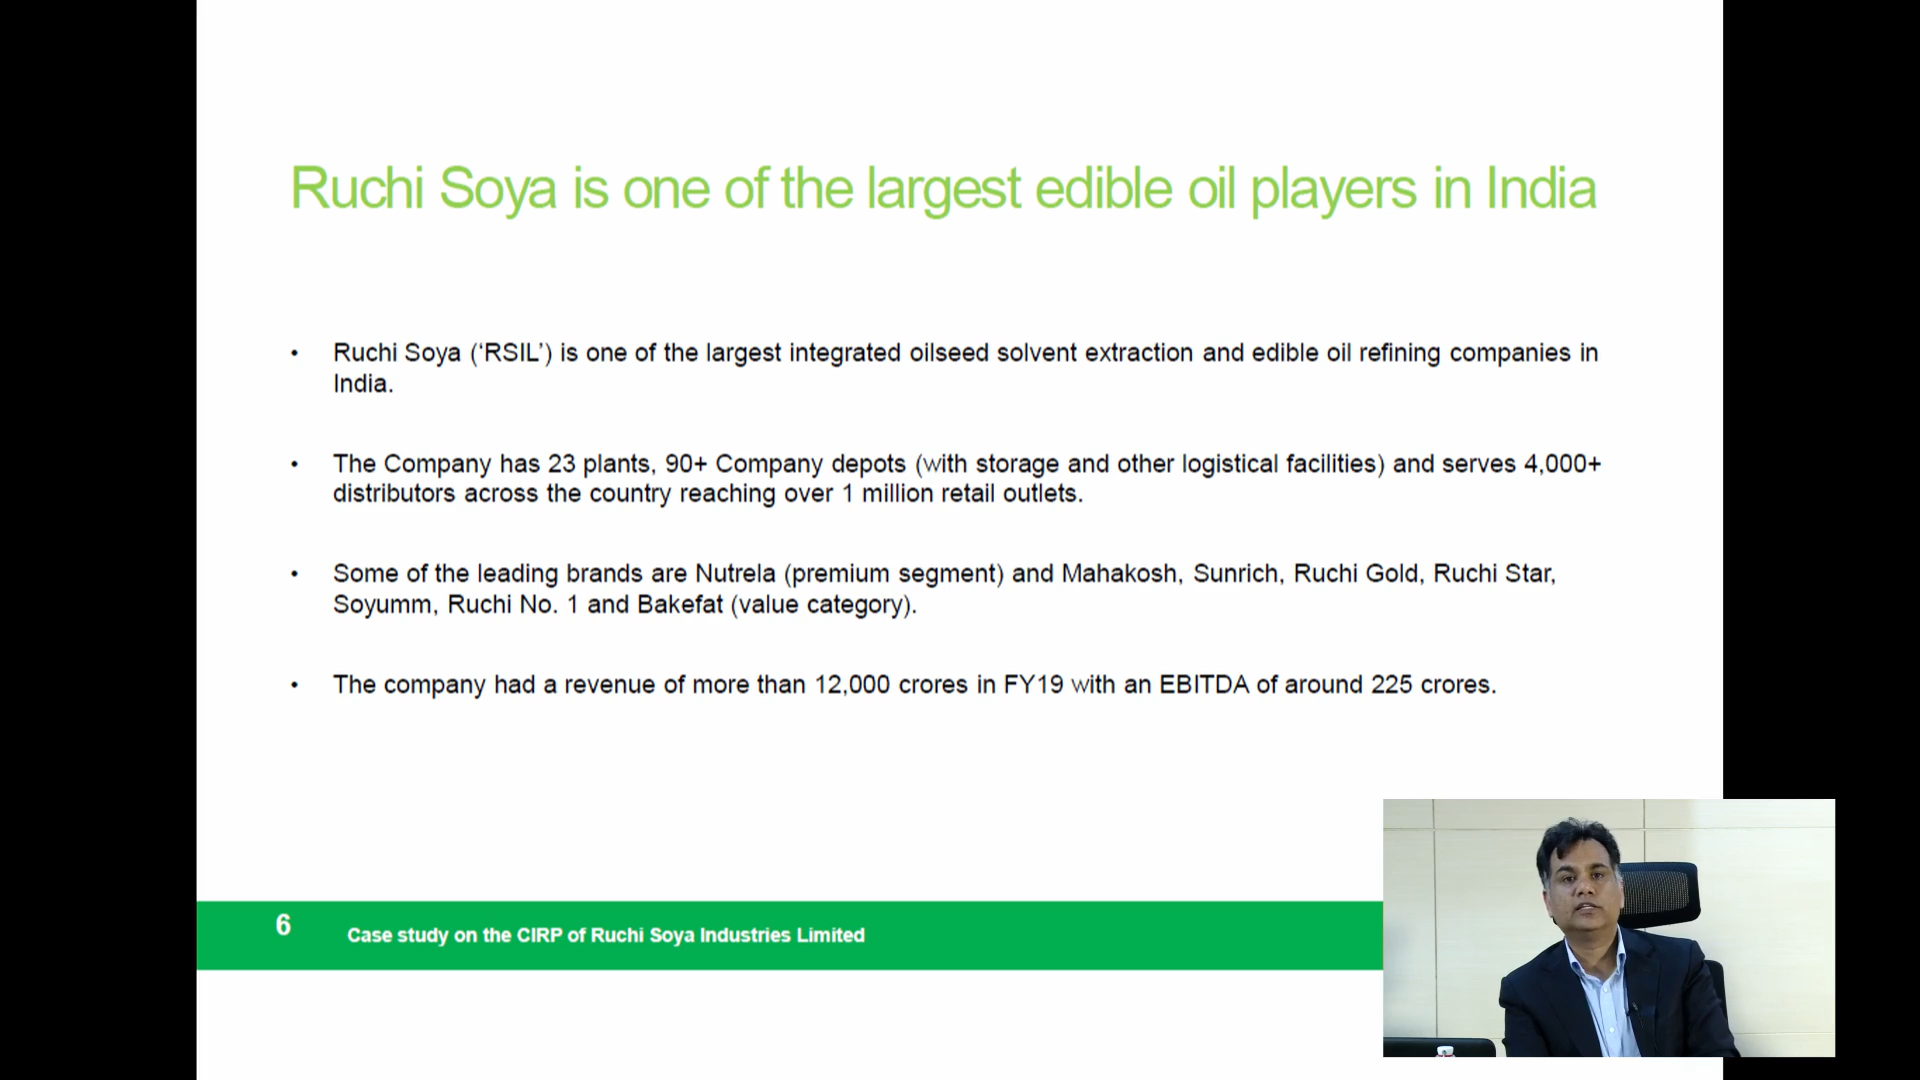 Ruchi Soya is one of the largest edible oil players in India
• Ruchi Soya (‘RSIL’) is one of the largest integrated oilseed solvent extraction and edible oil refining companies in
India.
• The Company has 23 plants, 90+ Company depots (with storage and other logistical facilities) and serves 4,000+
distributors across the country reaching over 1 million retail outlets.
• Some of the leading brands are Nutrela (premium segment) and Mahakosh, Sunrich, Ruchi Gold, Ruchi Star,
Soyumm, Ruchi No. 1 and Bakefat (value category).
• The company had a revenue of more than 12,000 crores in FY19 with an EBITDA of around 225 crores.
6 Case study on the CIRP of Ruchi Soya Industries Limited